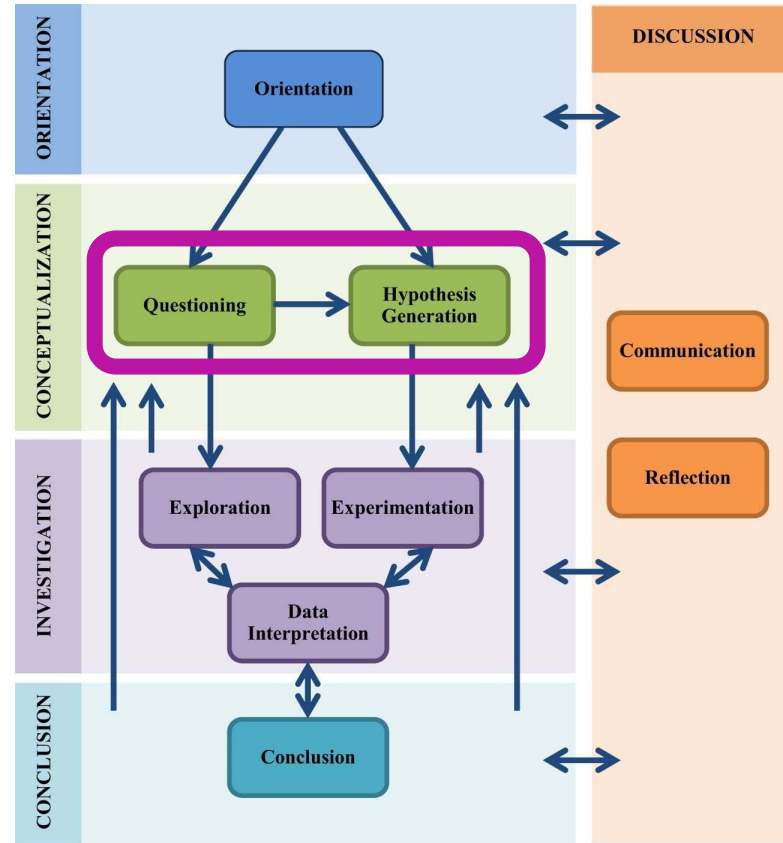 ORIENTATION
Orientation
CONCEPTUALIZATION
Questioning
Hypothesis
Generation
INVESTIGATION
Exploration
Experimentation
Data
Interpretation
CONCLUSION
Conclusion
DISCUSSION
Communication
Reflection